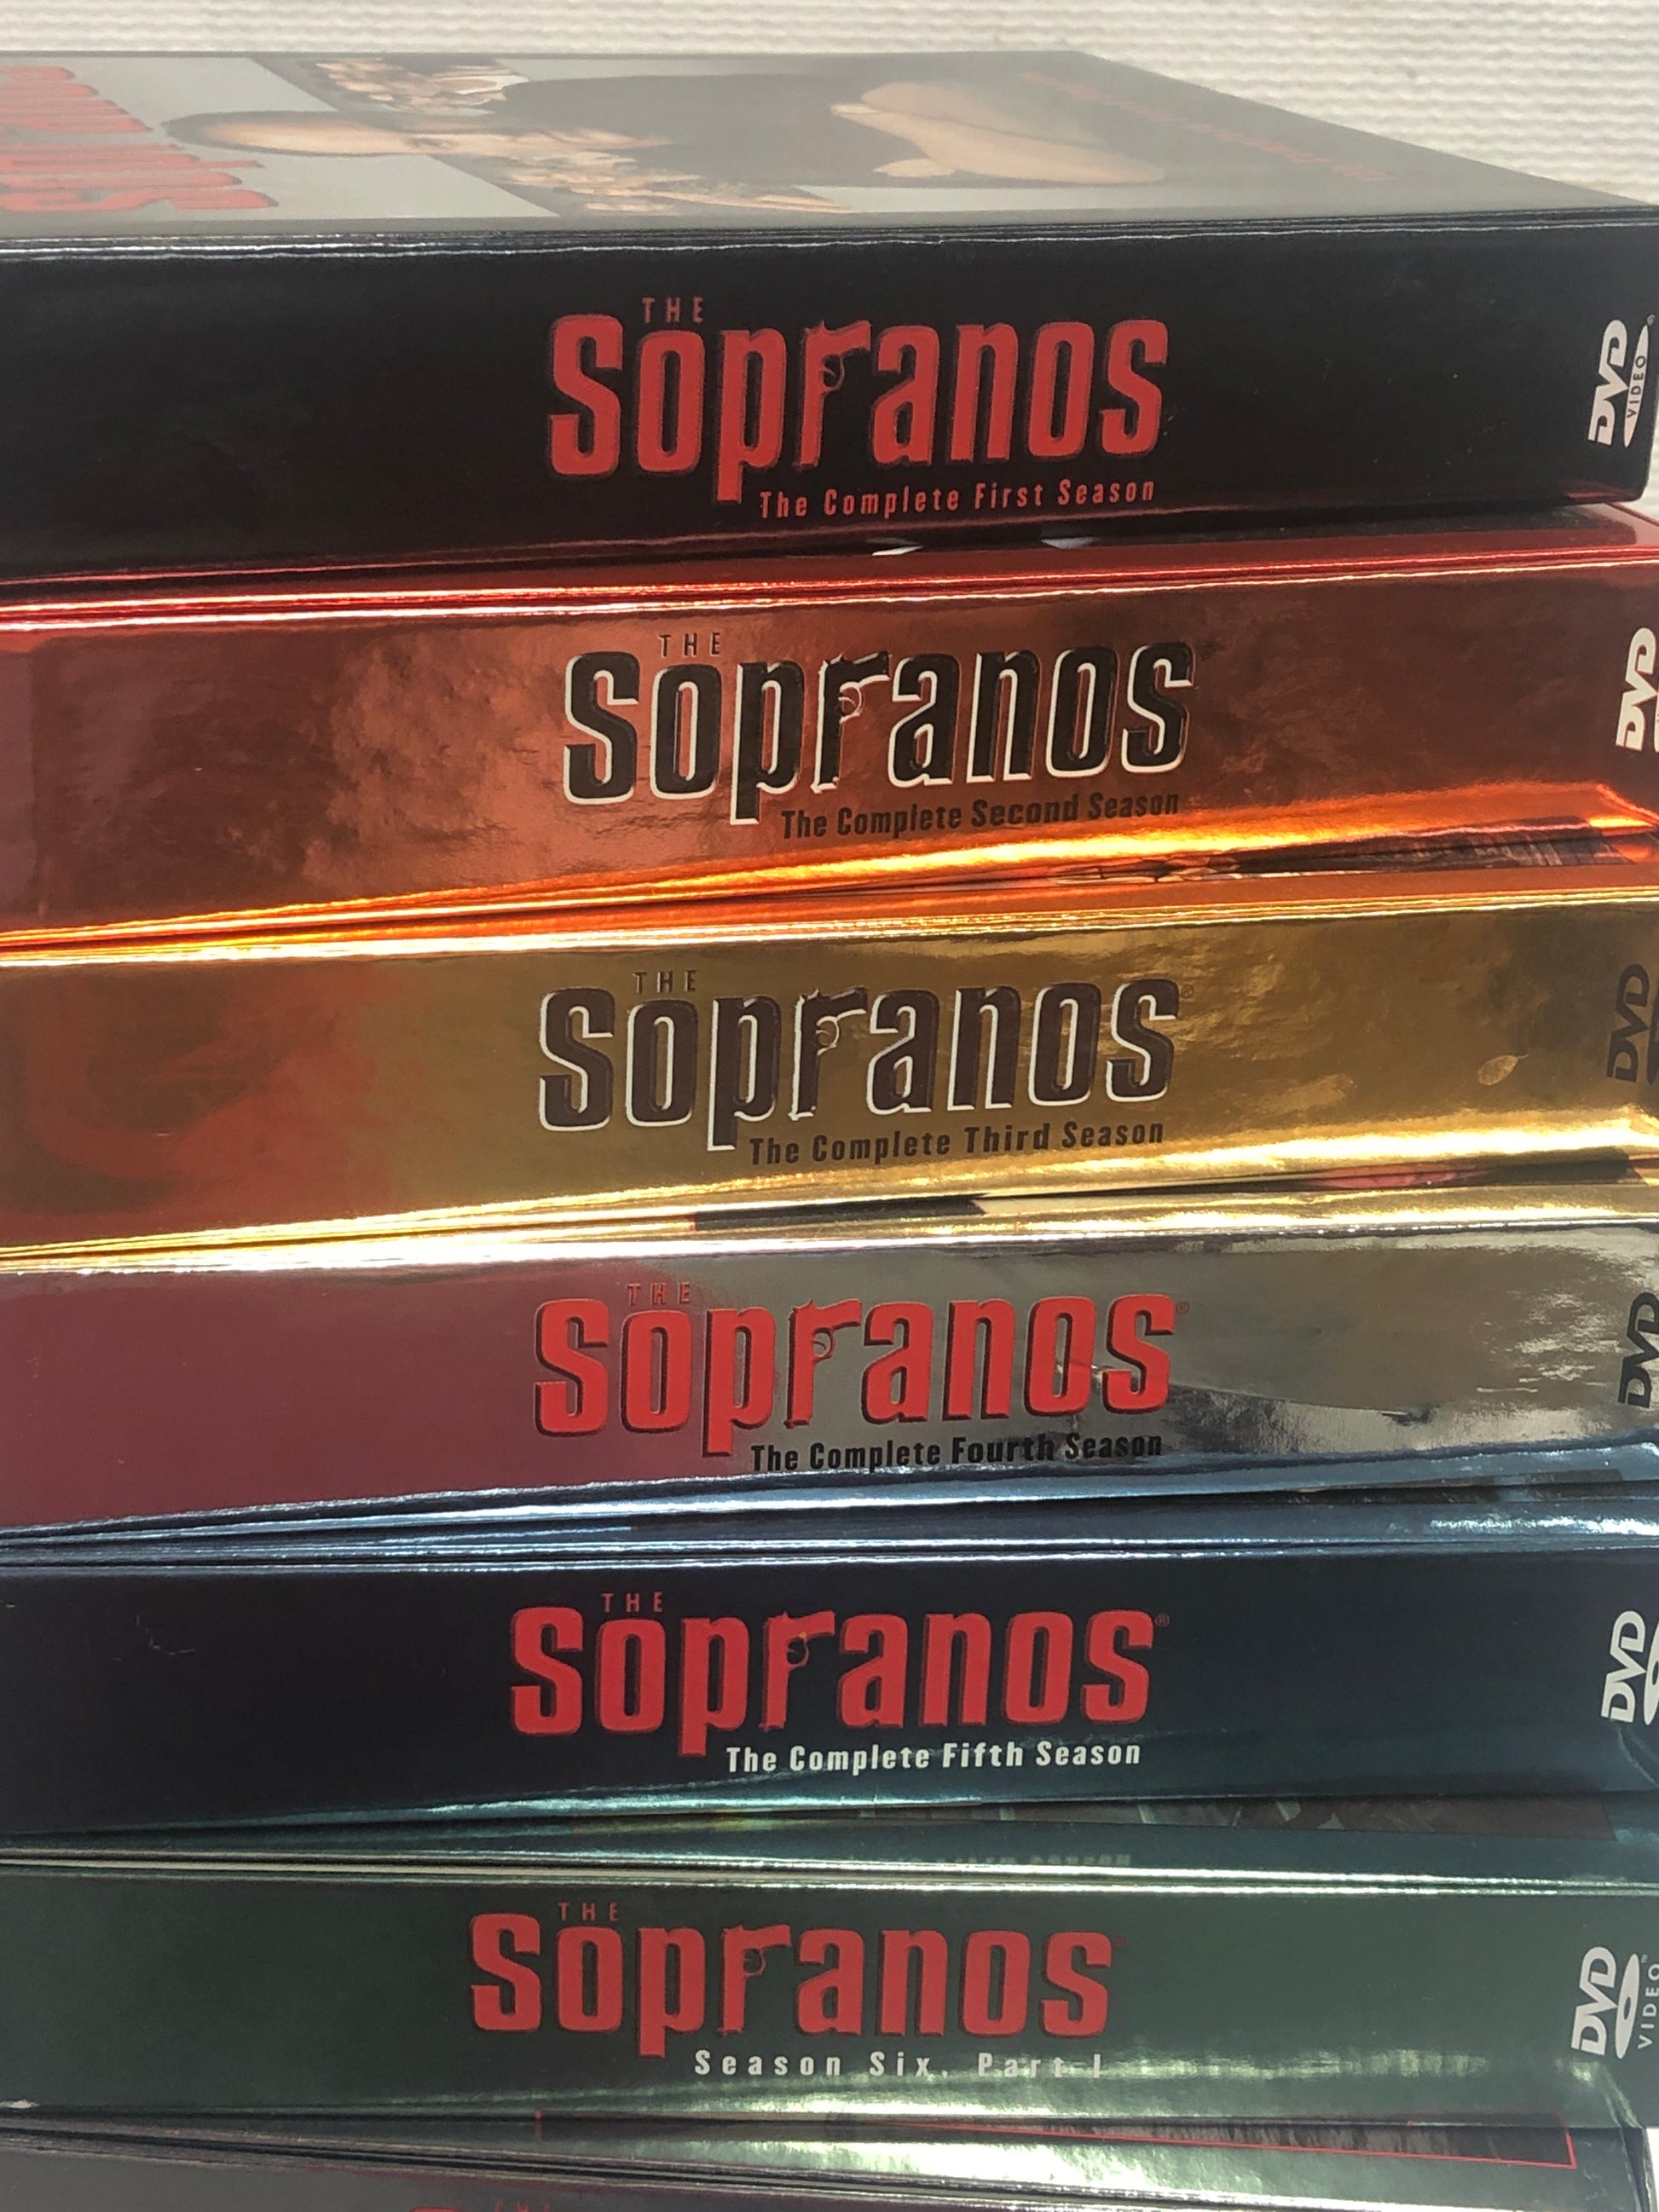 THE
Sopranos
The Complete First Season
DVD
VIDEO
THE
Sopranos
The Complete Second Season
DVD
THE
Sopranos®
The Complete Third Season
DVD
THE
Sopranos®
The Complete Fourth Season
DVD
THE
Sopranos®
The Complete Fifth Season
DVD
THE
Sopranos
Season Six, Part I
DVD
VIDEO
THE